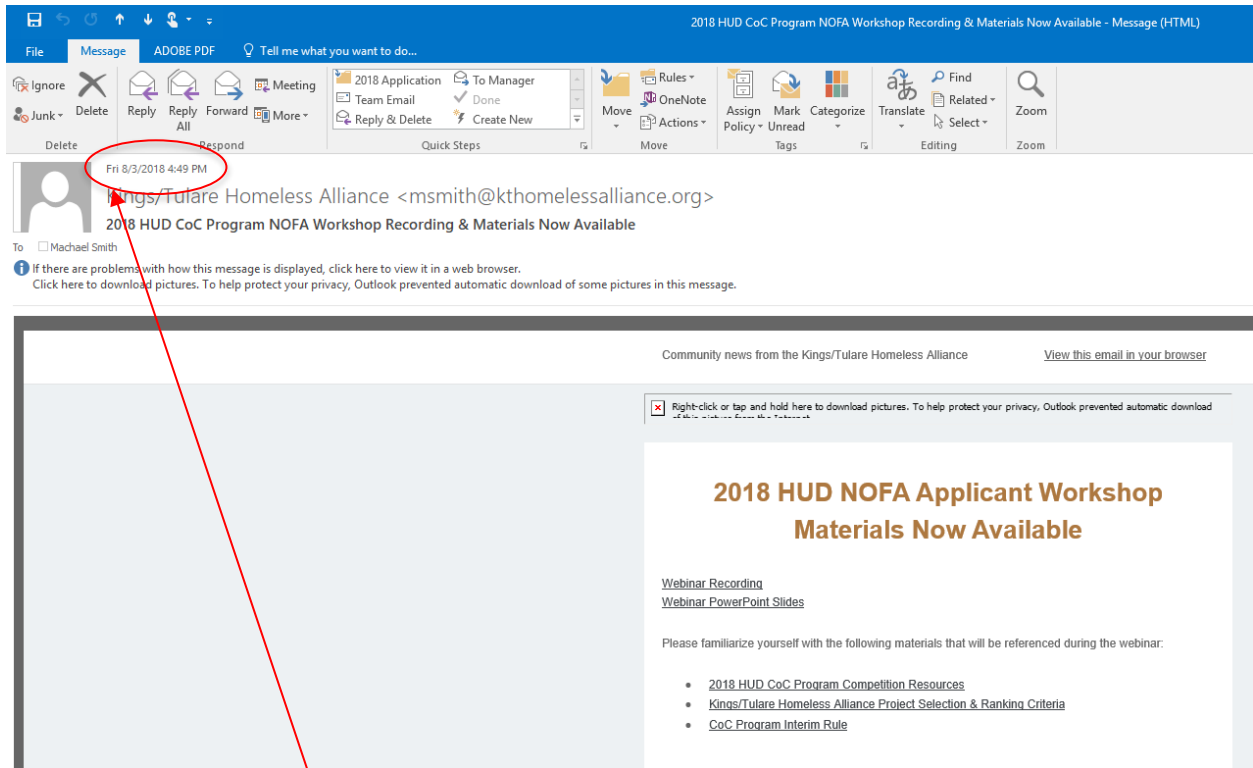 2018 HUD CoC Program NOFA Workshop Recording & Materials Now Available - Message (HTML)
File Message ADOBE PDF Tell me what you want to do...
Ignore
Junk
Delete
Reply
Reply All
Forward
Meeting
More
2018 Application
To Manager
Team Email
Done
Reply & Delete
Create New
Move
Rules
OneNote
Actions
Assign Policy
Mark Unread
Categorize
Translate
Find
Related
Select
Zoom
Delete Respond Quick Steps Move Tags Editing Zoom
Fri 8/3/2018 4:49 PM
Kings/Tulare Homeless Alliance <msmith@kthomelessalliance.org>
2018 HUD CoC Program NOFA Workshop Recording & Materials Now Available
To Machael Smith
If there are problems with how this message is displayed, click here to view it in a web browser.
Click here to download pictures. To help protect your privacy, Outlook prevented automatic download of some pictures in this message.
Community news from the Kings/Tulare Homeless Alliance View this email in your browser
Right-click or tap and hold here to download pictures. To help protect your privacy, Outlook prevented automatic download
of this picture from the Internet.
2018 HUD NOFA Applicant Workshop
Materials Now Available
Webinar Recording
Webinar PowerPoint Slides
Please familiarize yourself with the following materials that will be referenced during the webinar:
• 2018 HUD CoC Program Competition Resources
• Kings/Tulare Homeless Alliance Project Selection & Ranking Criteria
• CoC Program Interim Rule